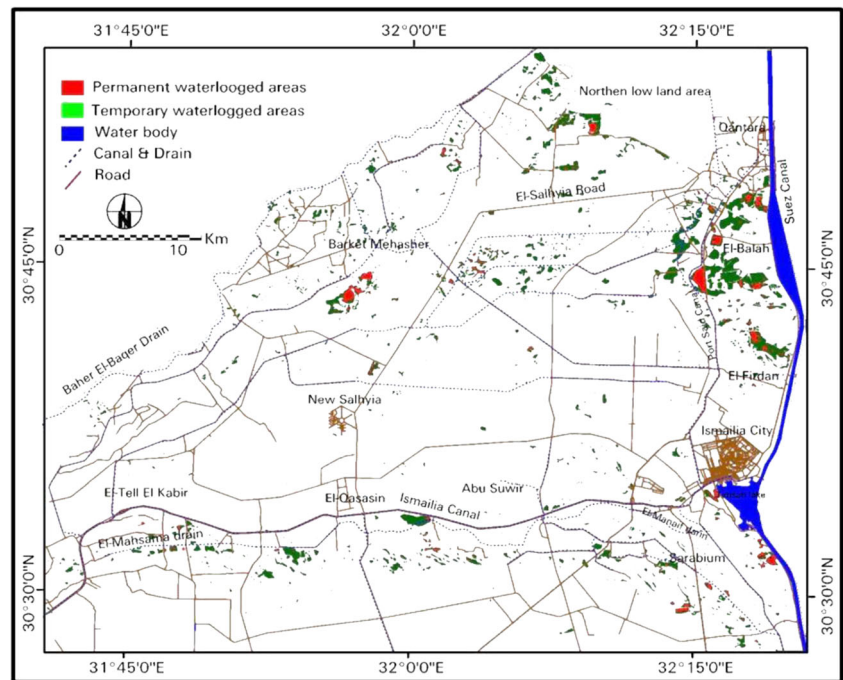 31°45'0"E
32°0'0"E
32°15'0"E
Permanent waterlooged areas
Temporary waterlogged areas
Water body
Canal & Drain
Road
N
0 10 Km
Northen low land area
Qantara
Suez Canal
El-Salhyia Road
Barket Mehasher
El-Balah
30°45'0"N
30°45'0"N
Port Said Canal
Baher El-Baqer Drain
El-Firdan
New Salhyia
Ismailia City
El-Tell El Kabir
El-Qasasin
Abu Suwir
Ismailia Canal
lake
El-Mahsama drain
El-Manaif
Sarabium
30°30'0"N
30°30'0"N
31°45'0"E
32°0'0"E
32°15'0"E